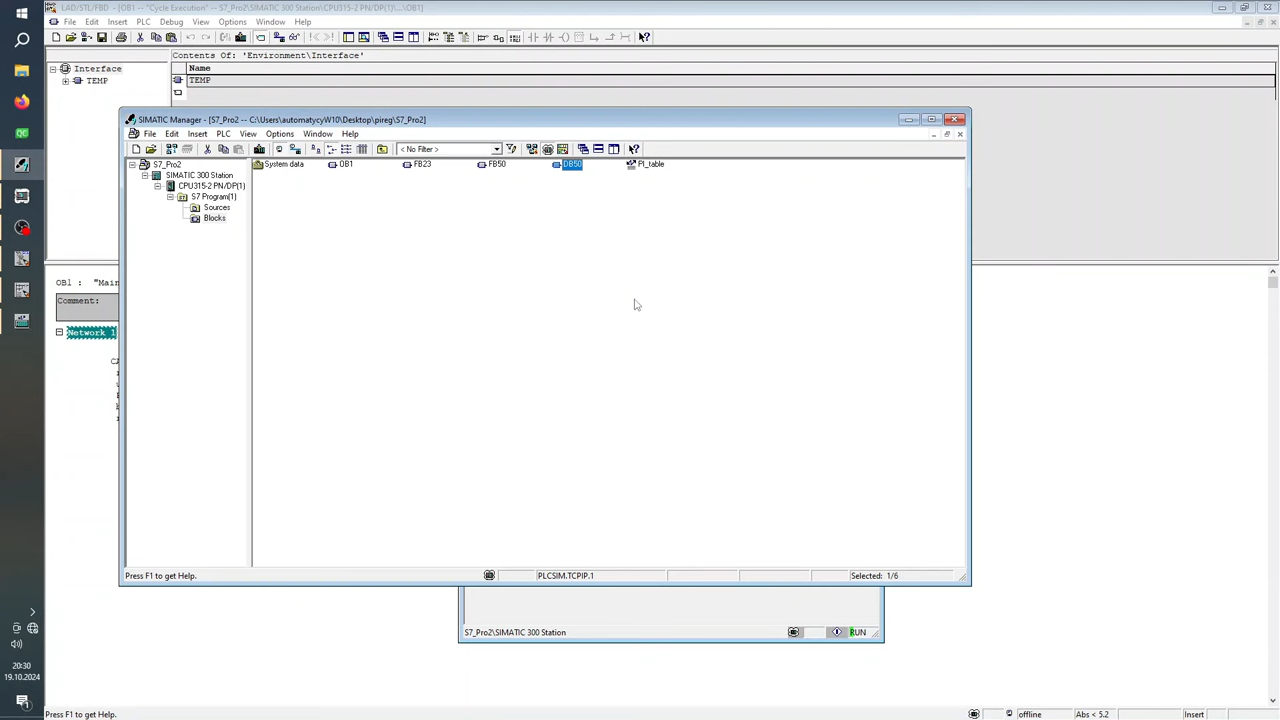 LAD/STL/FBD - [OB1 -- "Cycle Execution" -- S7_Pro2\SIMATIC 300 Station\CPU315-2 PN/DP(1)\...\OB1]
File Edit Insert PLC Debug View Options Window Help
Contents Of: 'Environment\Interface'
Interface
TEMP
Name
TEMP
SIMATIC Manager - [S7_Pro2 -- C:\Users\automatycyW10\Desktop\pireg\S7_Pro2]
File Edit Insert PLC View Options Window Help
< No Filter >
S7_Pro2
SIMATIC 300 Station
CPU315-2 PN/DP(1)
S7 Program(1)
Sources
Blocks
System data OB1 FB23 FB50 DB50 PI_table
OB1 : "Main
Comment:
Network 1
Press F1 to get Help. PLCSIM.TCPIP.1 Selected: 1/6
S7_Pro2\SIMATIC 300 Station RUN
QC
20:30
19.10.2024
Press F1 to get Help. offline Abs < 5.2 Insert